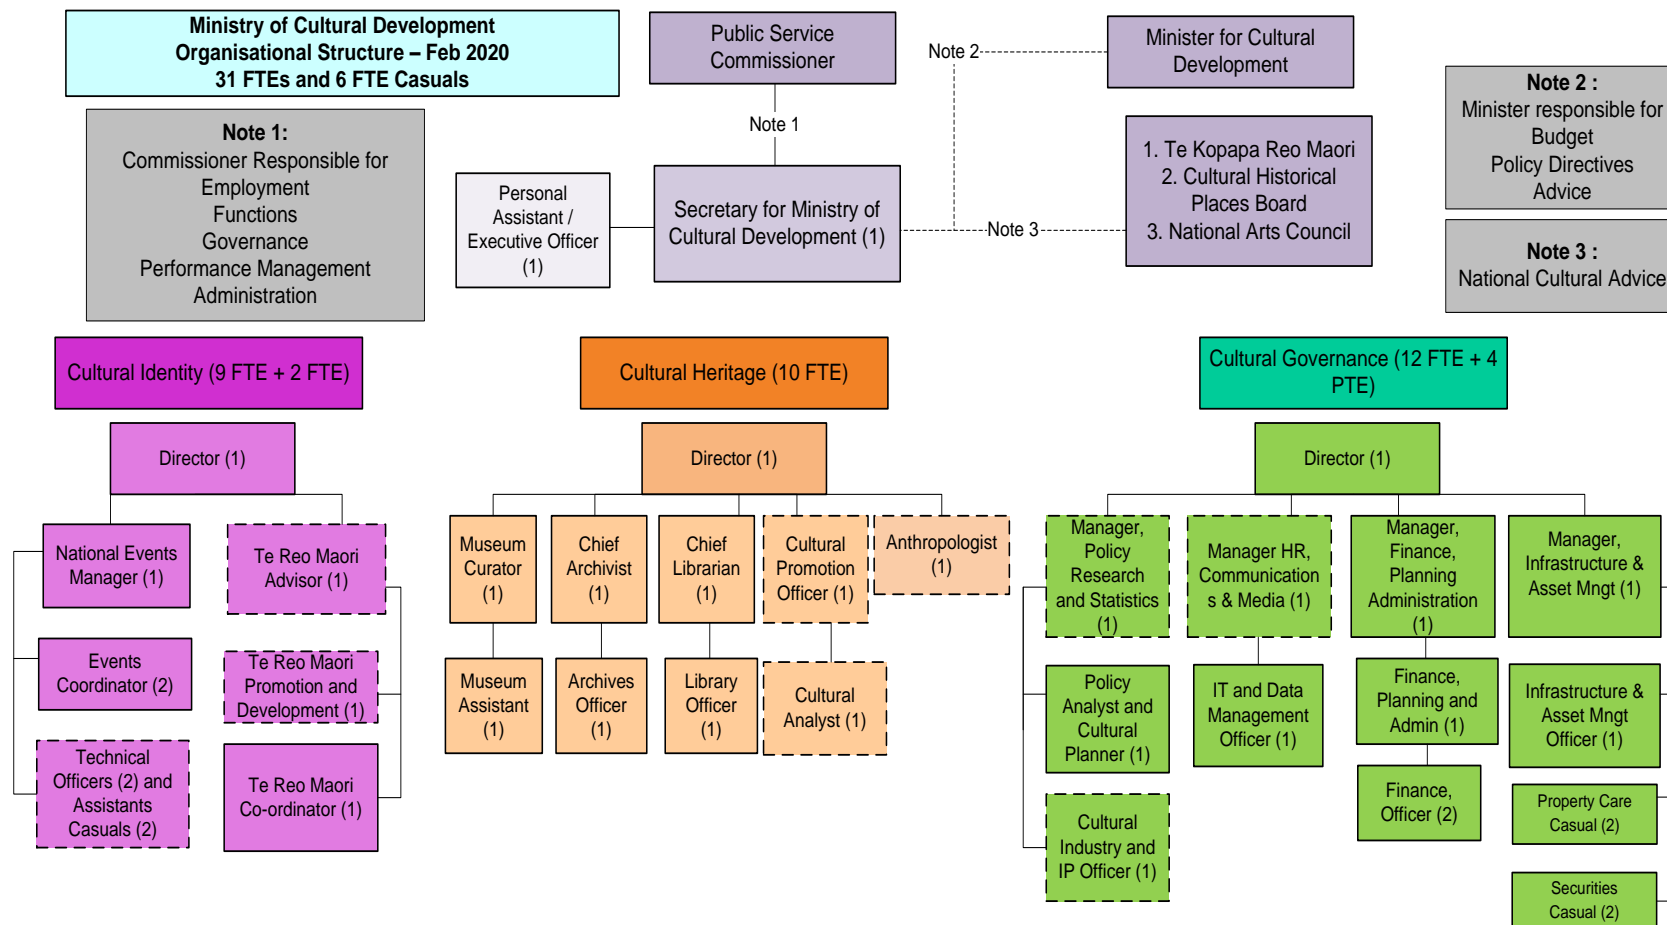 Ministry of Cultural Development
Organisational Structure – Feb 2020
31 FTEs and 6 FTE Casuals
Public Service
Commissioner
Note 2
Minister for Cultural
Development
Note 1
Note 1:
Commissioner Responsible for
Employment
Functions
Governance
Performance Management
Administration
Note 2 :
Minister responsible for
Budget
Policy Directives
Advice
Personal
Assistant /
Executive Officer
(1)
Secretary for Ministry of
Cultural Development (1)
Note 3
1. Te Kopapa Reo Maori
2. Cultural Historical
Places Board
3. National Arts Council
Note 3 :
National Cultural Advice
Cultural Identity (9 FTE + 2 FTE)
Director (1)
National Events
Manager (1)
Events
Coordinator (2)
Technical
Officers (2) and
Assistants
Casuals (2)
Te Reo Maori
Advisor (1)
Te Reo Maori
Promotion and
Development (1)
Te Reo Maori
Co-ordinator (1)
Cultural Heritage (10 FTE)
Director (1)
Museum
Curator
(1)
Museum
Assistant
(1)
Chief
Archivist
(1)
Archives
Officer
(1)
Chief
Librarian
(1)
Library
Officer
(1)
Cultural
Promotion
Officer (1)
Cultural
Analyst (1)
Anthropologist
(1)
Cultural Governance (12 FTE + 4
PTE)
Director (1)
Manager,
Policy
Research
and Statistics
(1)
Policy
Analyst and
Cultural
Planner (1)
Cultural
Industry and
IP Officer (1)
Manager HR,
Communication
s & Media (1)
IT and Data
Management
Officer (1)
Manager,
Finance,
Planning
Administration
(1)
Finance,
Planning and
Admin (1)
Finance,
Officer (2)
Manager,
Infrastructure &
Asset Mngt (1)
Infrastructure &
Asset Mngt
Officer (1)
Property Care
Casual (2)
Securities
Casual (2)